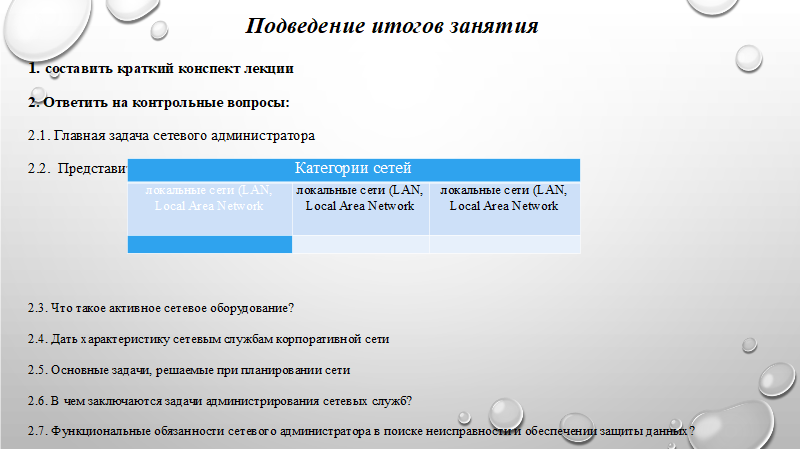 Подведение итогов занятия
1. составить краткий конспект лекции
2. Ответить на контрольные вопросы:
2.1. Главная задача сетевого администратора
2.2. Представи
Категории сетей
локальные сети (LAN,
Local Area Network
локальные сети (LAN,
Local Area Network
локальные сети (LAN,
Local Area Network
2.3. Что такое активное сетевое оборудование?
2.4. Дать характеристику сетевым службам корпоративной сети
2.5. Основные задачи, решаемые при планировании сети
2.6. В чем заключаются задачи администрирования сетевых служб?
2.7. Функциональные обязанности сетевого администратора в поиске неисправности и обеспечении защиты данных?